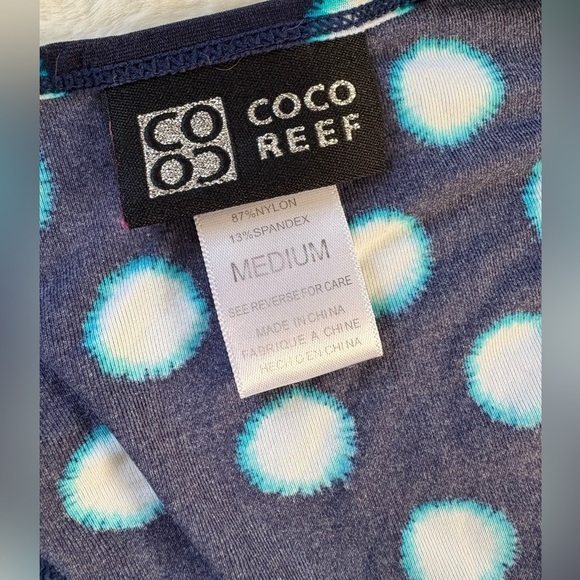 CO
CO
COCO
REEF
87%NYLON
13%SPANDEX
MEDIUM
SEE REVERSE FOR CARE
MADE IN CHINA
FABRIQUE A CHINE
HECHO EN CHINA